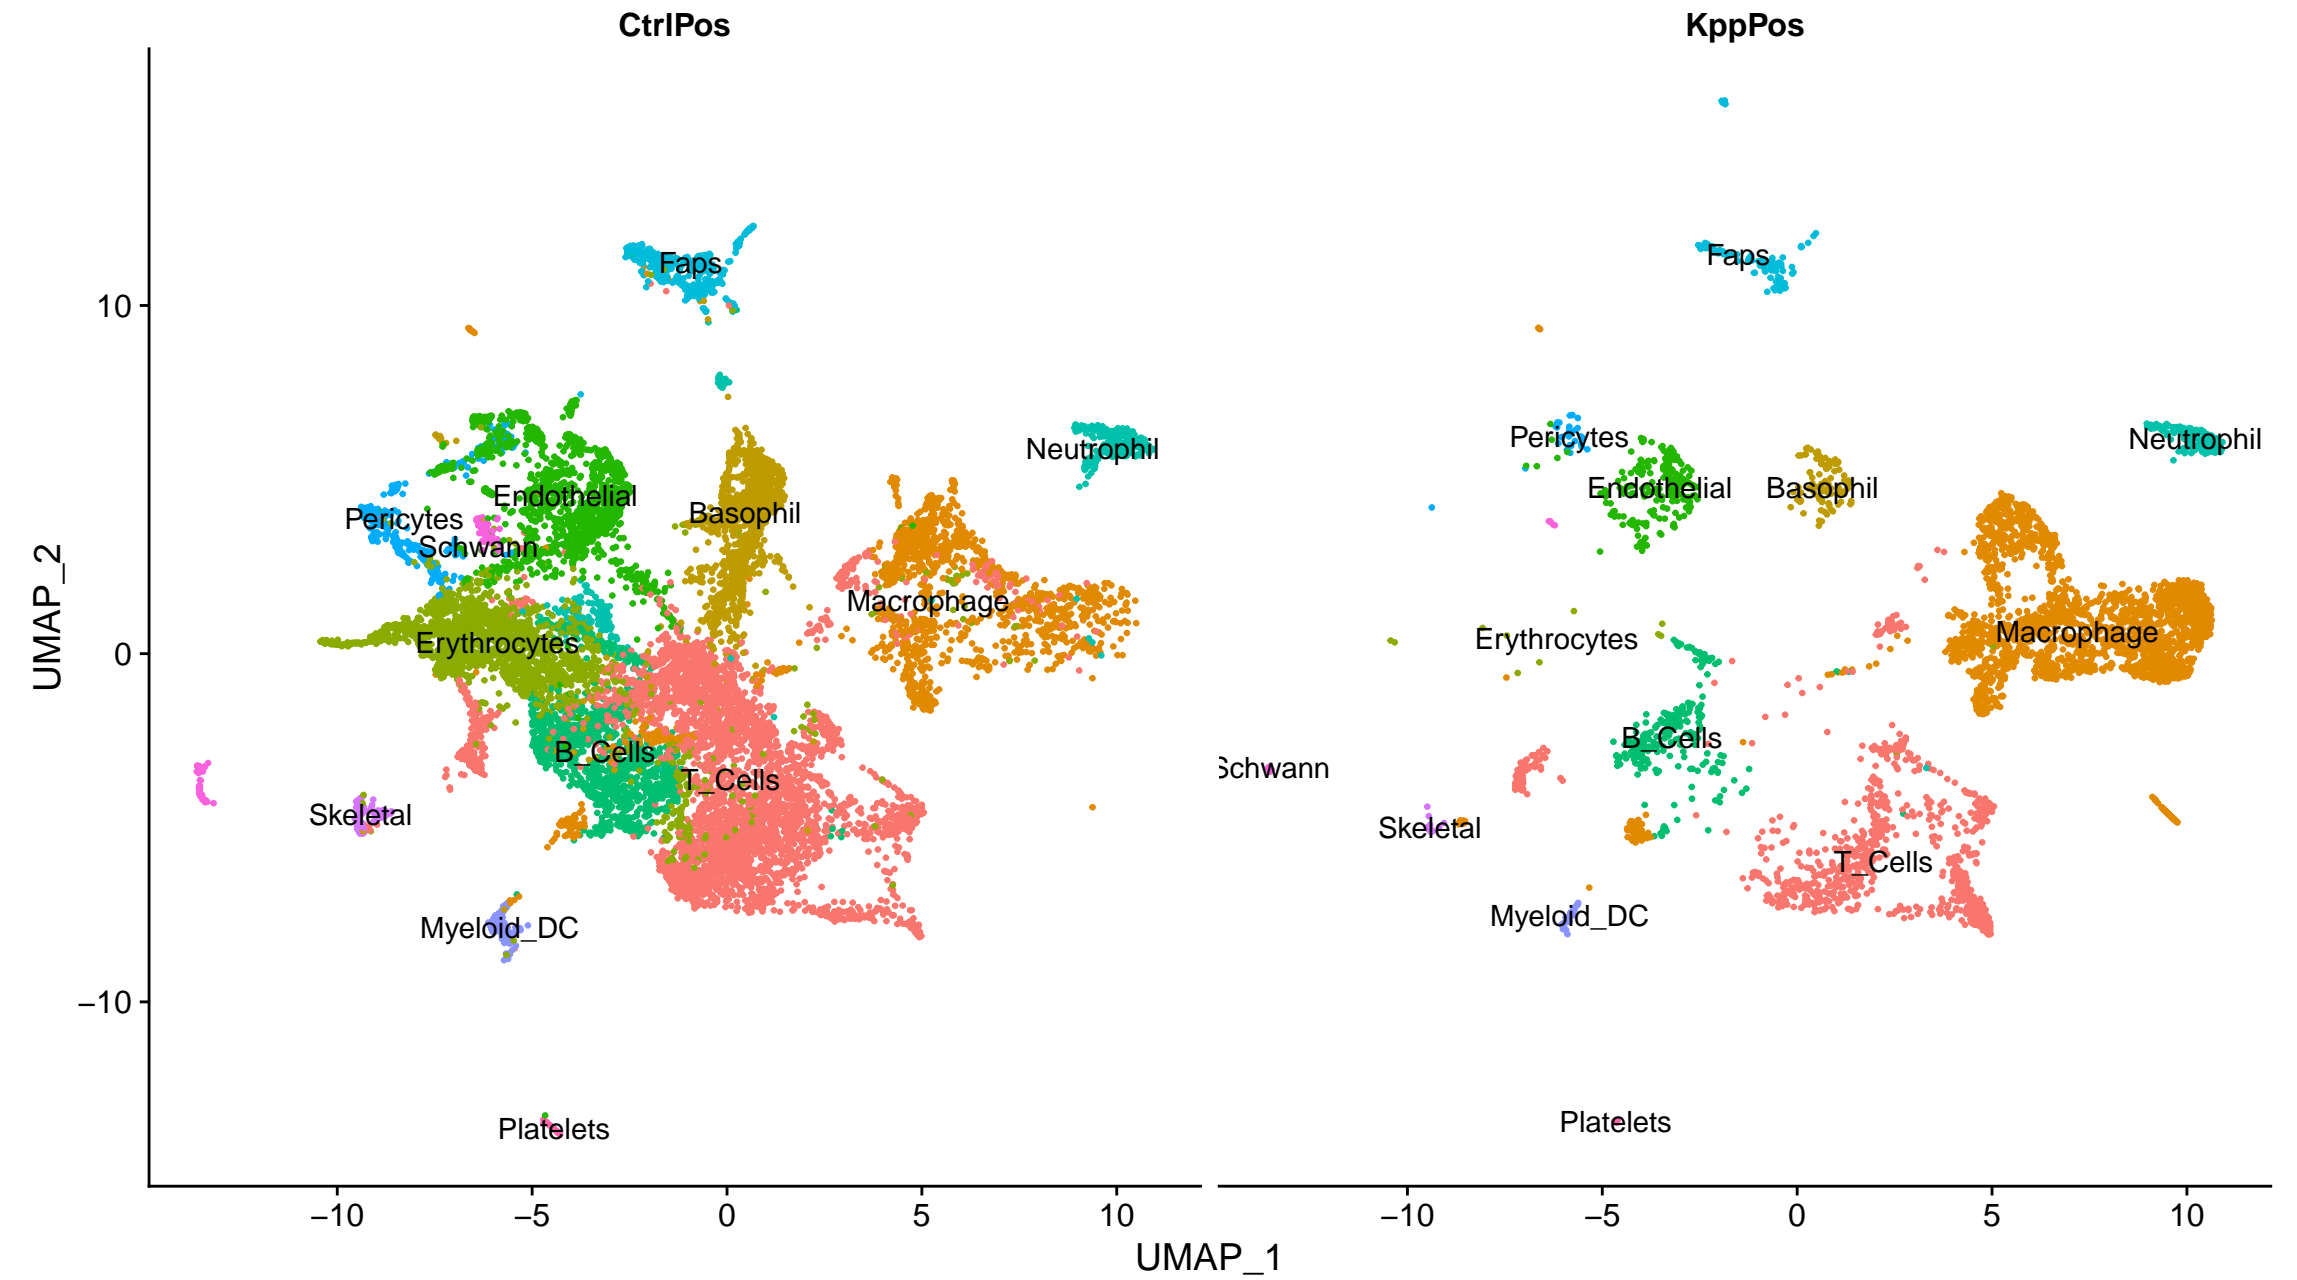 CtrlPos
KppPos
UMAP_2
10
0
−10
Faps
Neutrophil
Endothelial
Basophil
Pericytes
Schwann
Macrophage
Erythrocytes
B_Cells
T_Cells
Skeletal
Myeloid_DC
Platelets
Faps
Pericytes
Neutrophil
Endothelial
Basophil
Erythrocytes
Macrophage
B_Cells
Schwann
Skeletal
T_Cells
Myeloid_DC
Platelets
−10
−5
0
5
10
−10
−5
0
5
10
UMAP_1